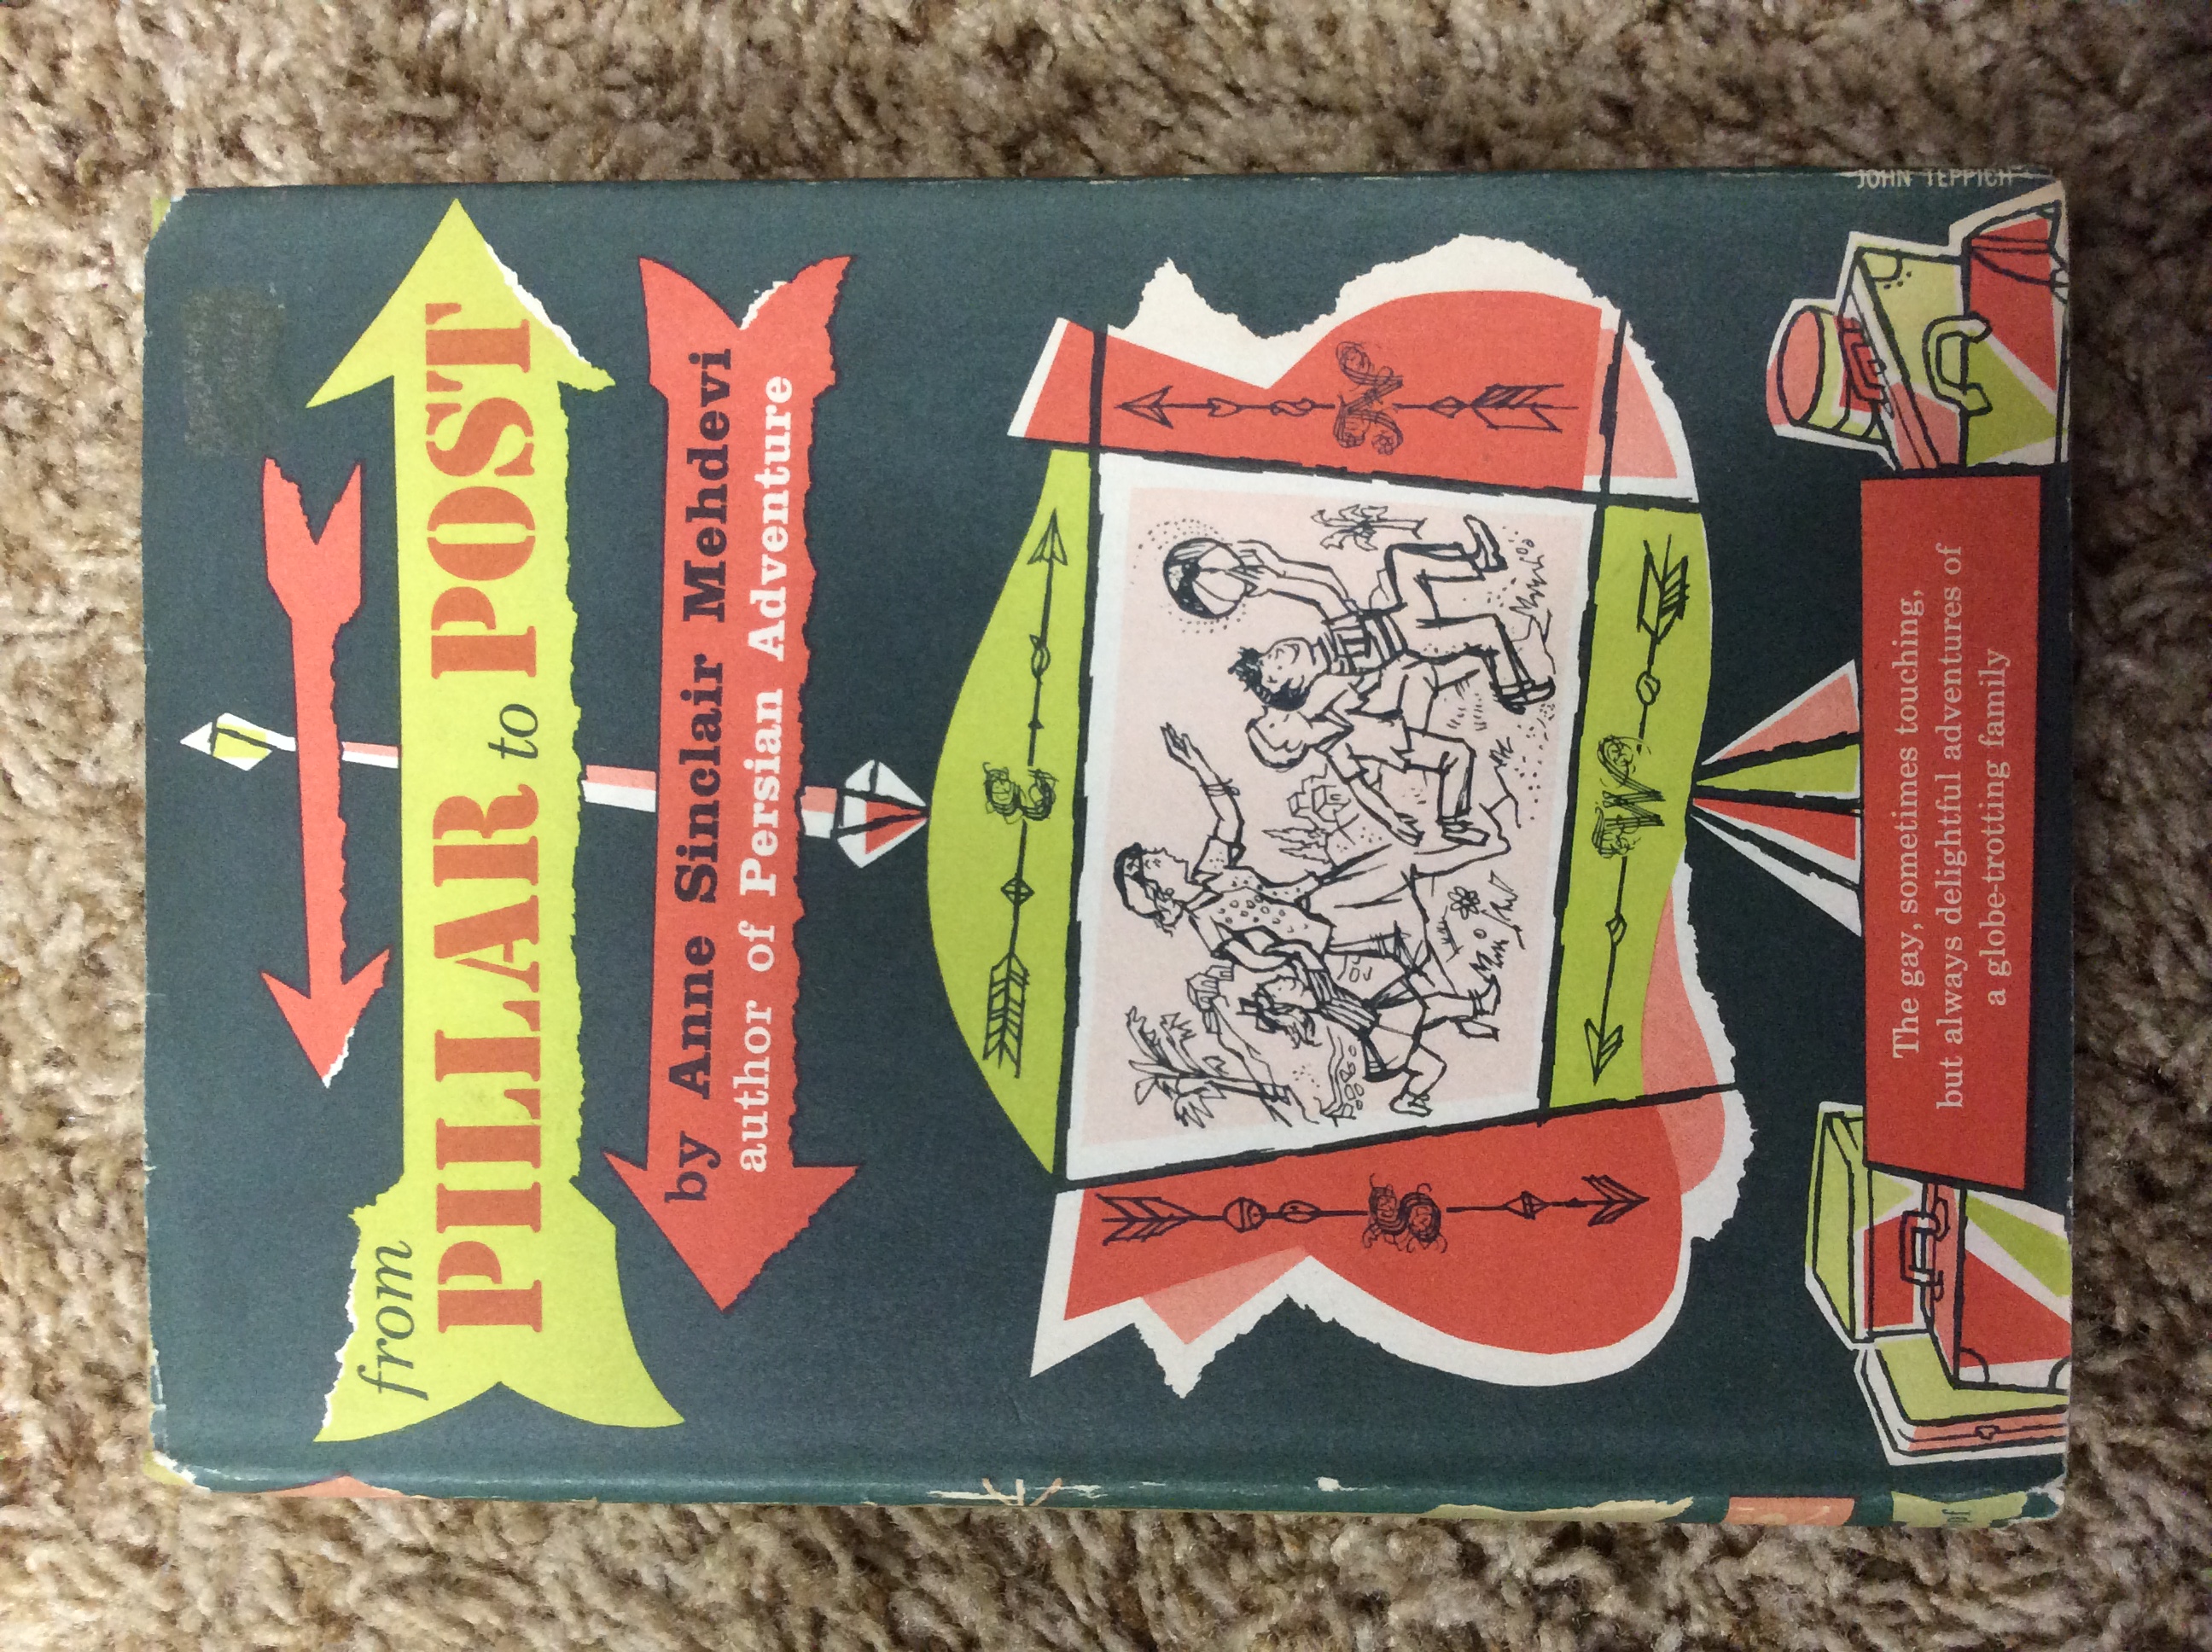 from
PILLAR to POST
by Anne Sinclair Mehdevi
author of Persian Adventure
N
S
W
S
The gay, sometimes touching,
but always delightful adventures of
a globe-trotting family
JOHN TEPPICH